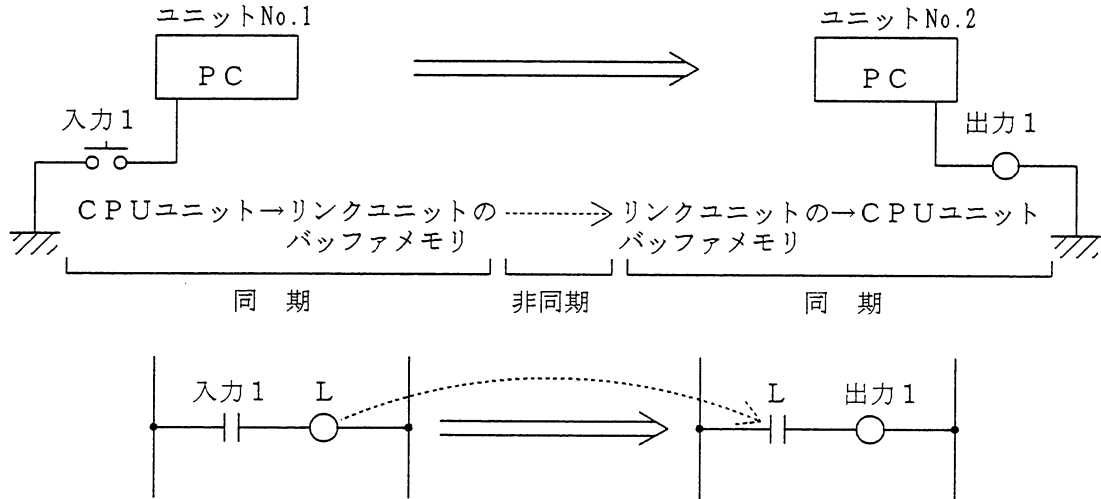 ユニットNo.1
ユニットNo.2
PC
PC
入力1
出力1
CPUユニット→リンクユニットの
バッファメモリ
リンクユニットの→CPUユニット
バッファメモリ
同 期
非同期
同 期
入力1
L
L
出力1